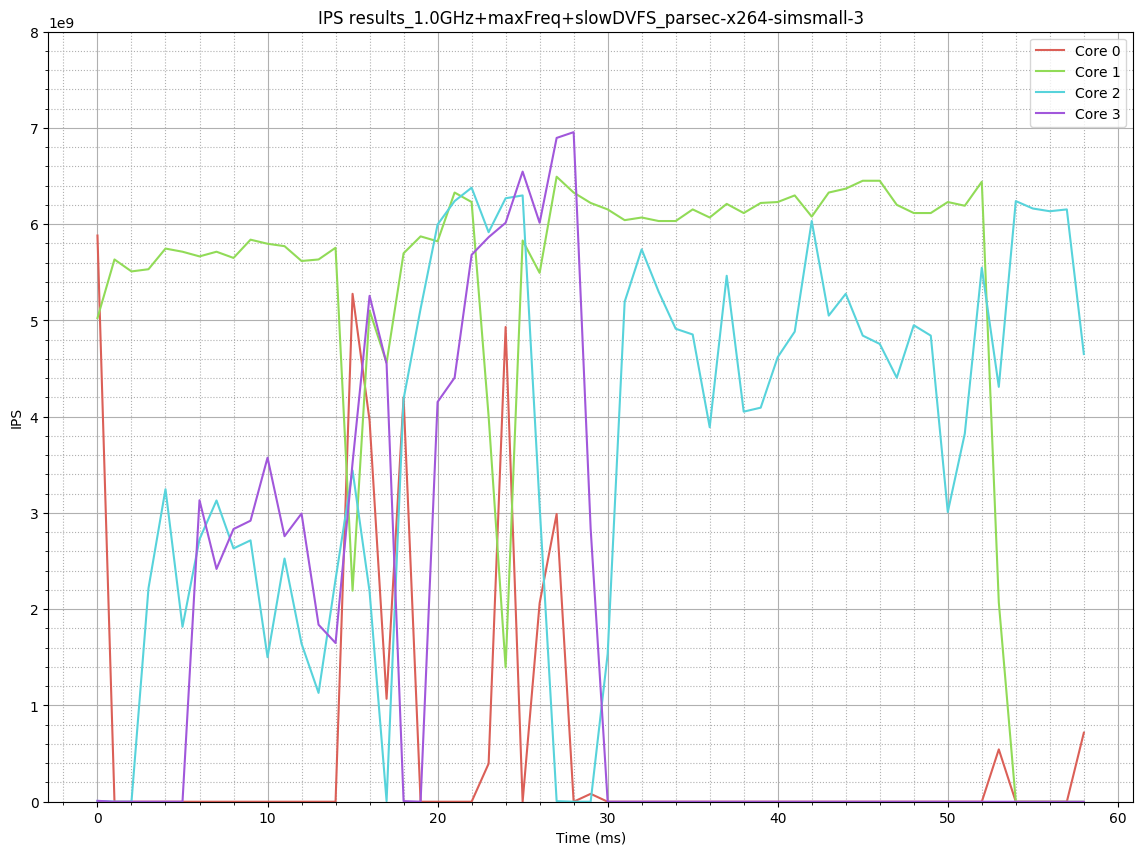 IPS results_1.0GHz+maxFreq+slowDVFS_parsec-x264-simsmall-3
1e9
8
7
6
5
4
3
2
1
0
IPS
Core 0
Core 1
Core 2
Core 3
0 10 20 30 40 50 60
Time (ms)